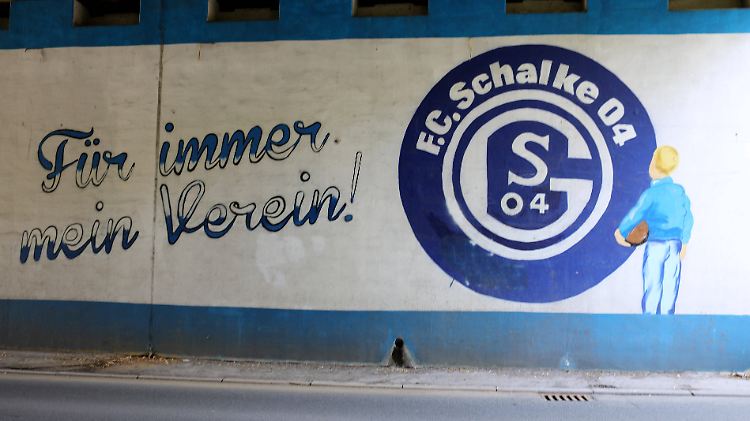 Für immer
mein Verein!
F.C. Schalke 04
S
04
G